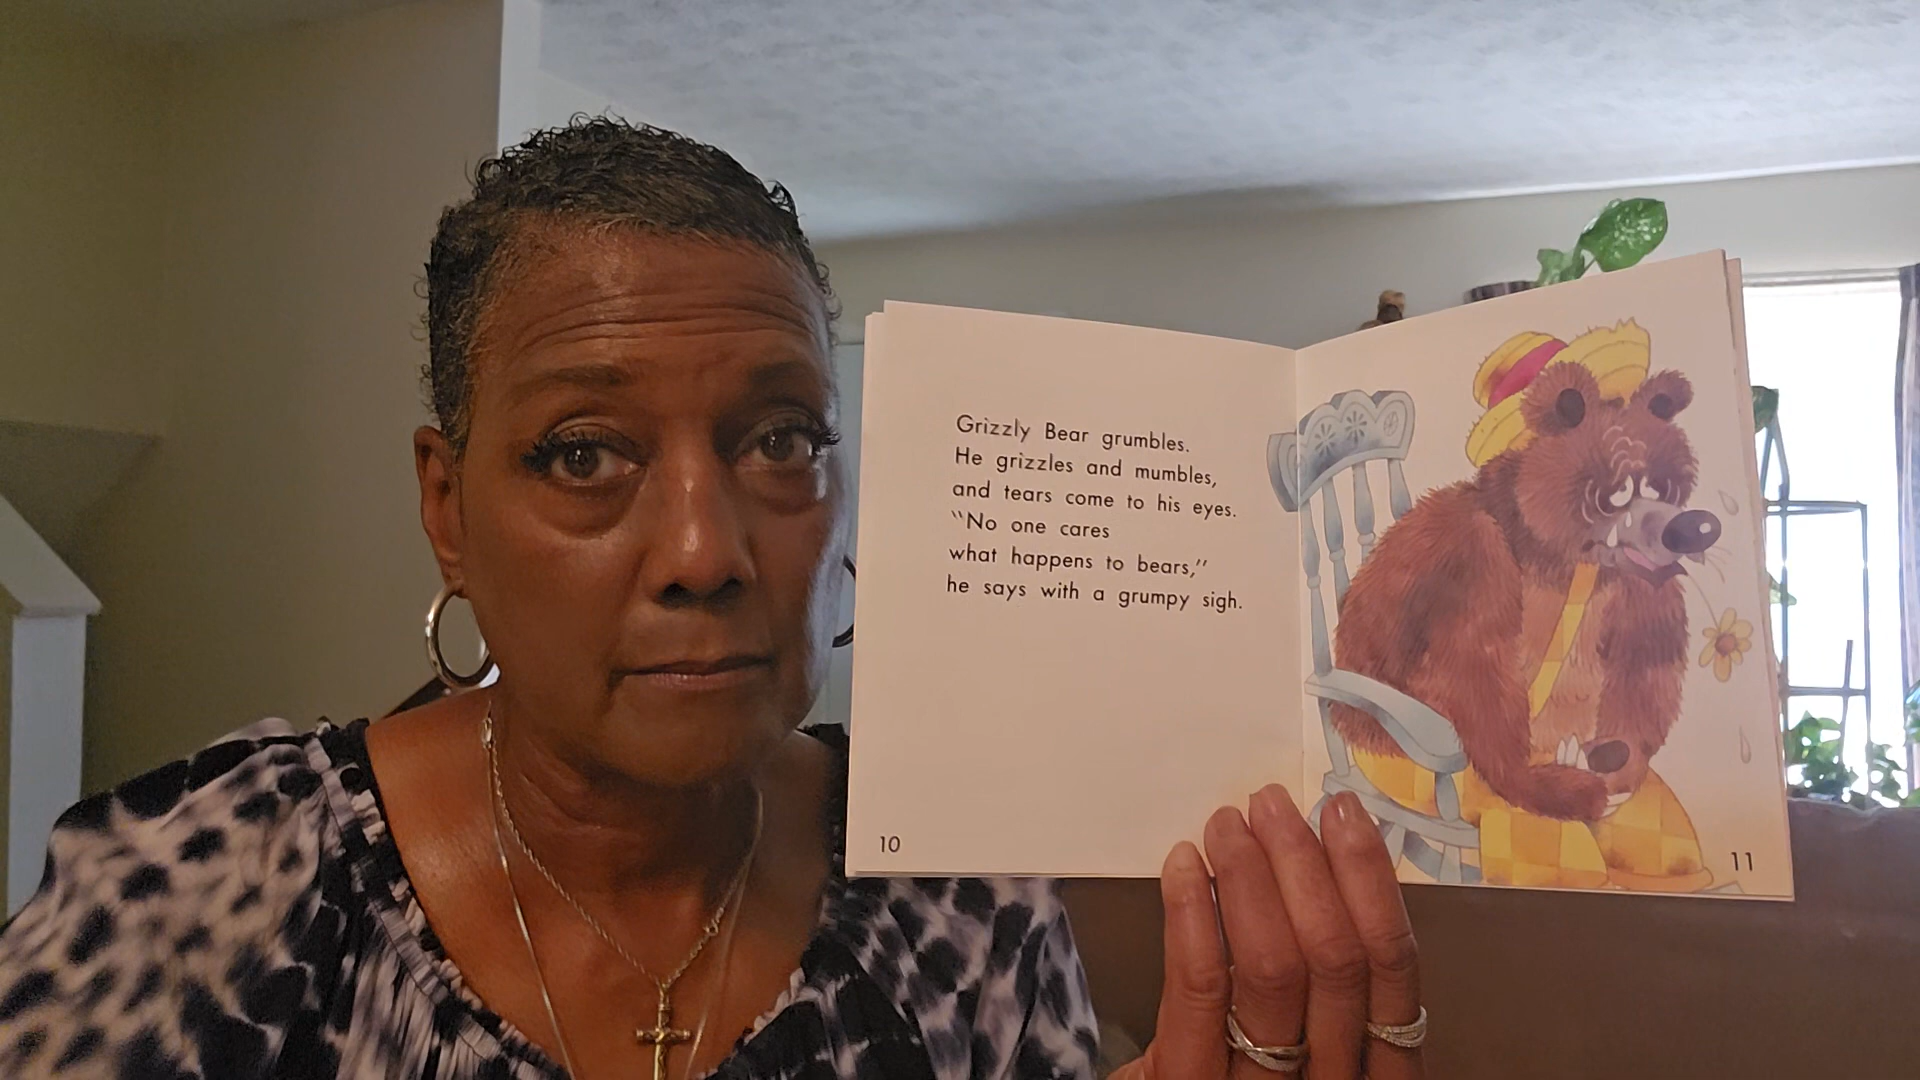 Grizzly Bear grumbles.
He grizzles and mumbles,
and tears come to his eyes.
"No one cares
what happens to bears,"
he says with a grumpy sigh.
10
11